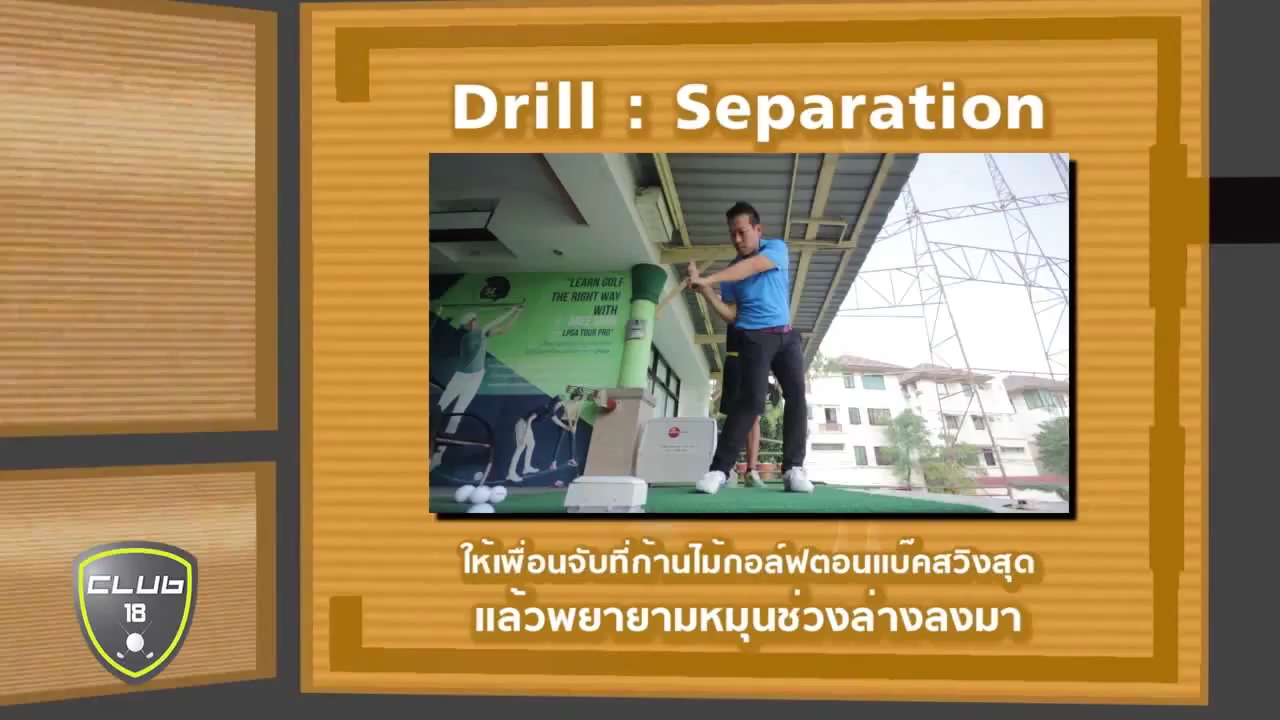 Drill : Separation
"LEARN GOLF
THE RIGHT WAY
WITH
LPGA TOUR PRO"
ให้เพื่อนจับที่ก้านไม้กอล์ฟตอนแบ๊คสวิงสุด
แล้วพยายามหมุนช่วงล่างลงมา
CLUb
18